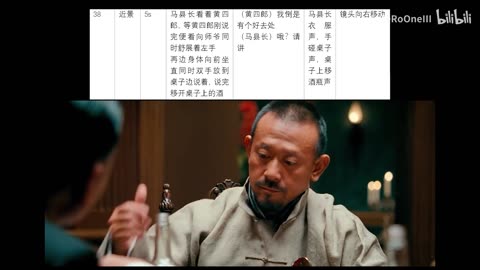 RoOneIII bilibili
38
近景
5s
马县长看着黄四
郎，等黄四郎刚说
完便看向师爷同
时舒展着左手
再边身体向前坐
直同时双手放到
桌子边说着，说完
移开桌子上的酒
（黄四郎）我倒是
有个好去处
（马县长）哦？请
讲
马县长
衣服
声，手
碰桌子
声，桌
子上移
酒瓶声
镜头向右移动